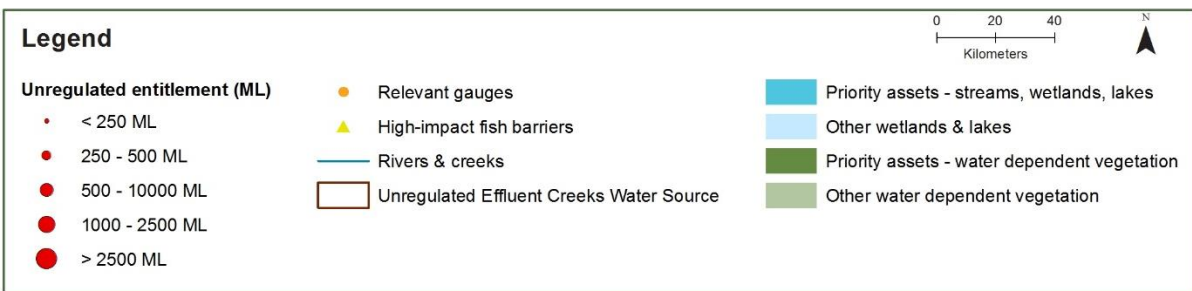 Legend
0 20 40
Kilometers
N
Unregulated entitlement (ML)
< 250 ML
250 - 500 ML
500 - 10000 ML
1000 - 2500 ML
> 2500 ML
Relevant gauges
High-impact fish barriers
Rivers & creeks
Unregulated Effluent Creeks Water Source
Priority assets - streams, wetlands, lakes
Other wetlands & lakes
Priority assets - water dependent vegetation
Other water dependent vegetation